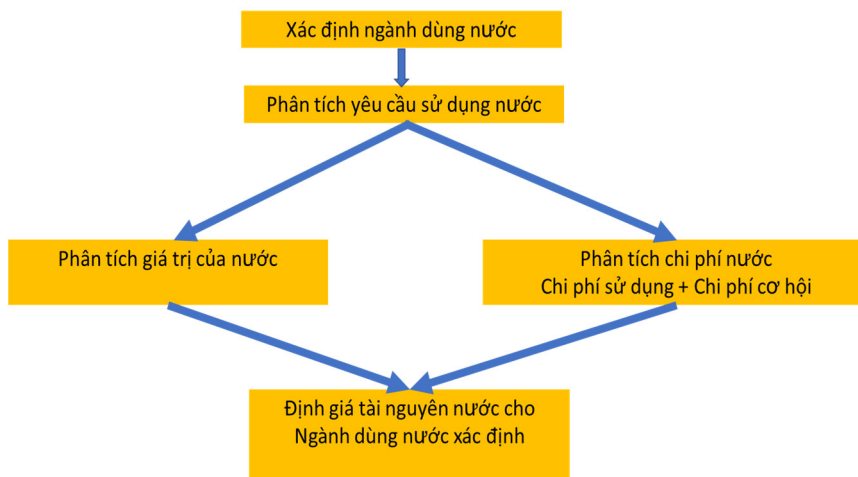 Xác định ngành dùng nước
Phân tích yêu cầu sử dụng nước
Phân tích giá trị của nước
Phân tích chi phí nước
Chi phí sử dụng + Chi phí cơ hội
Định giá tài nguyên nước cho
Ngành dùng nước xác định